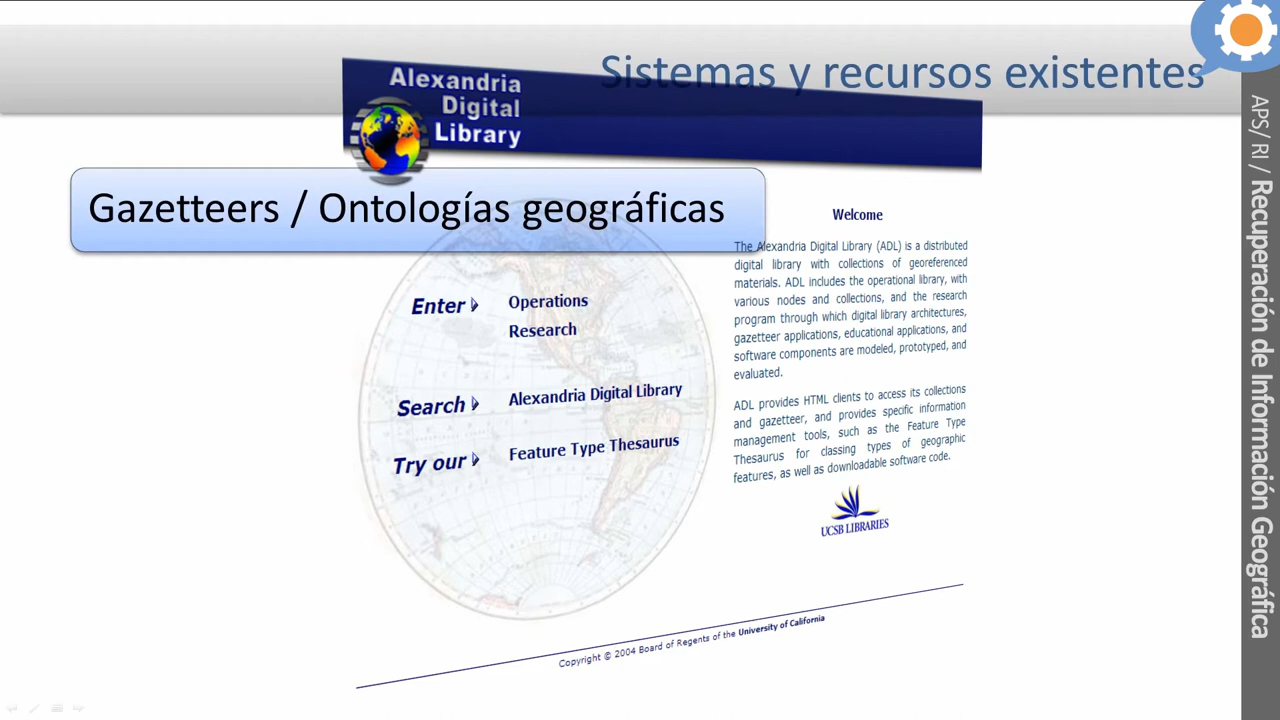 Sistemas y recursos existentes
Alexandria
Digital
Library
Gazetteers / Ontologías geográficas
Enter
Operations
Research
Search
Alexandria Digital Library
Try our
Feature Type Thesaurus
Welcome
The Alexandria Digital Library (ADL) is a distributed
digital library with collections of georeferenced
materials. ADL includes the operational library, with
various nodes and collections, and the research
program through which digital library architectures,
gazetteer applications, educational applications, and
software components are modeled, prototyped, and
evaluated.
ADL provides HTML clients to access its collections
and gazetteer, and provides specific information
management tools, such as the Feature Type
Thesaurus for classing types of geographic
features, as well as downloadable software code.
UCSB LIBRARIES
Copyright © 2004 Board of Regents of the University of California
APS/ RI / Recuperación de Información Geográfica